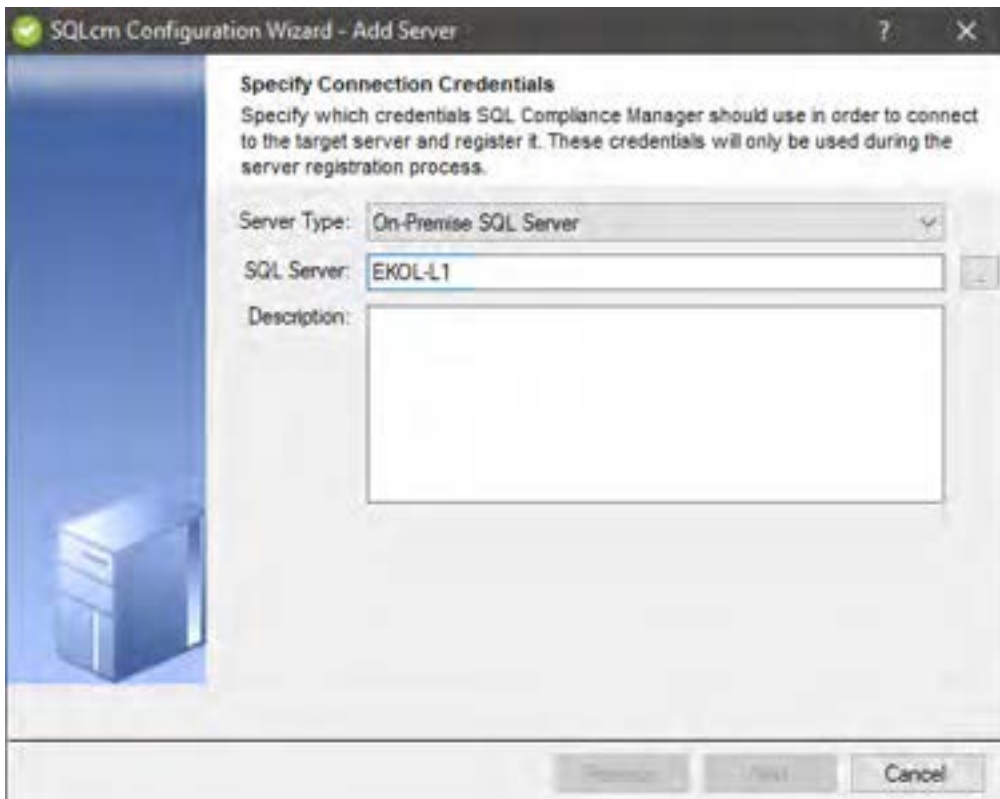 SQLcm Configuration Wizard - Add Server
?
Specify Connection Credentials
Specify which credentials SQL Compliance Manager should use in order to connect
to the target server and register it. These credentials will only be used during the
server registration process.
Server Type: On-Premise SQL Server
SQL Server: EKOL-L1
Description:
Cancel